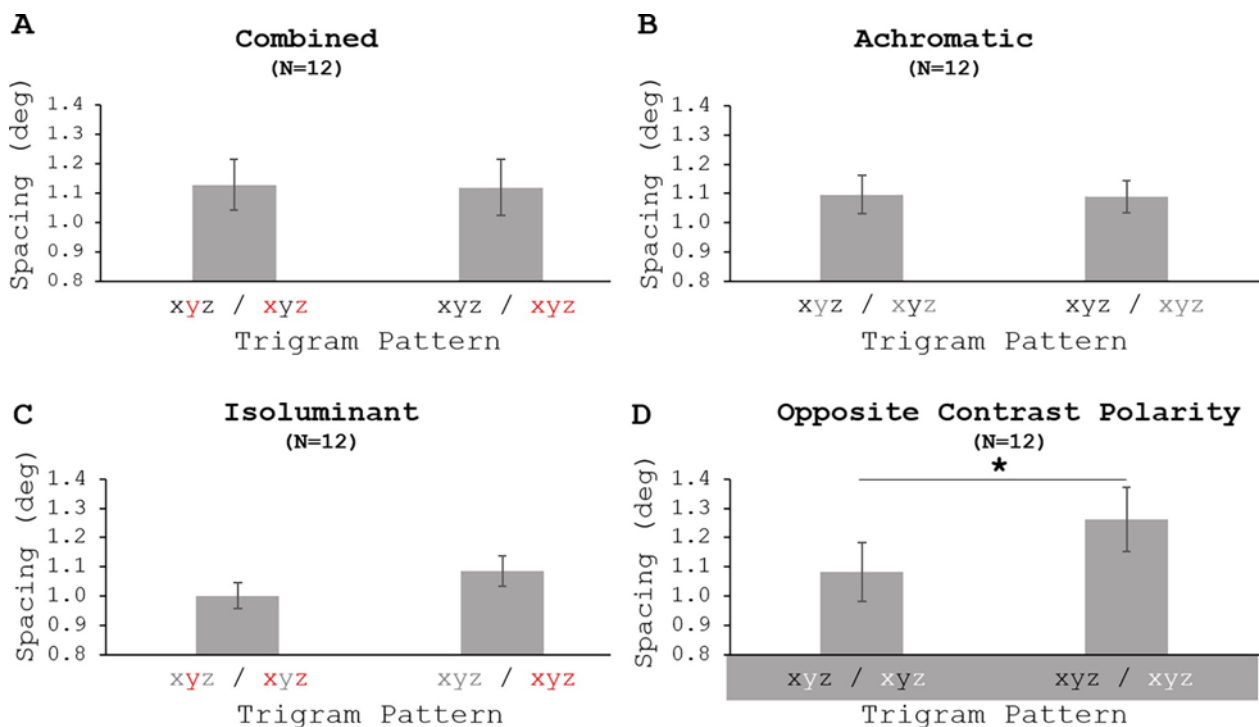 A
Combined
(N=12)
Spacing (deg)
1.4
1.3
1.2
1.1
1.0
0.9
0.8
xyz / xyz
xyz / xyz
Trigram Pattern
B
Achromatic
(N=12)
Spacing (deg)
1.4
1.3
1.2
1.1
1.0
0.9
0.8
xyz / xyz
xyz / xyz
Trigram Pattern
C
Isoluminant
(N=12)
Spacing (deg)
1.4
1.3
1.2
1.1
1.0
0.9
0.8
xyz / xyz
xyz / xyz
Trigram Pattern
D
Opposite Contrast Polarity
(N=12)
*
Spacing (deg)
1.4
1.3
1.2
1.1
1.0
0.9
0.8
xyz / xyz
xyz / xyz
Trigram Pattern